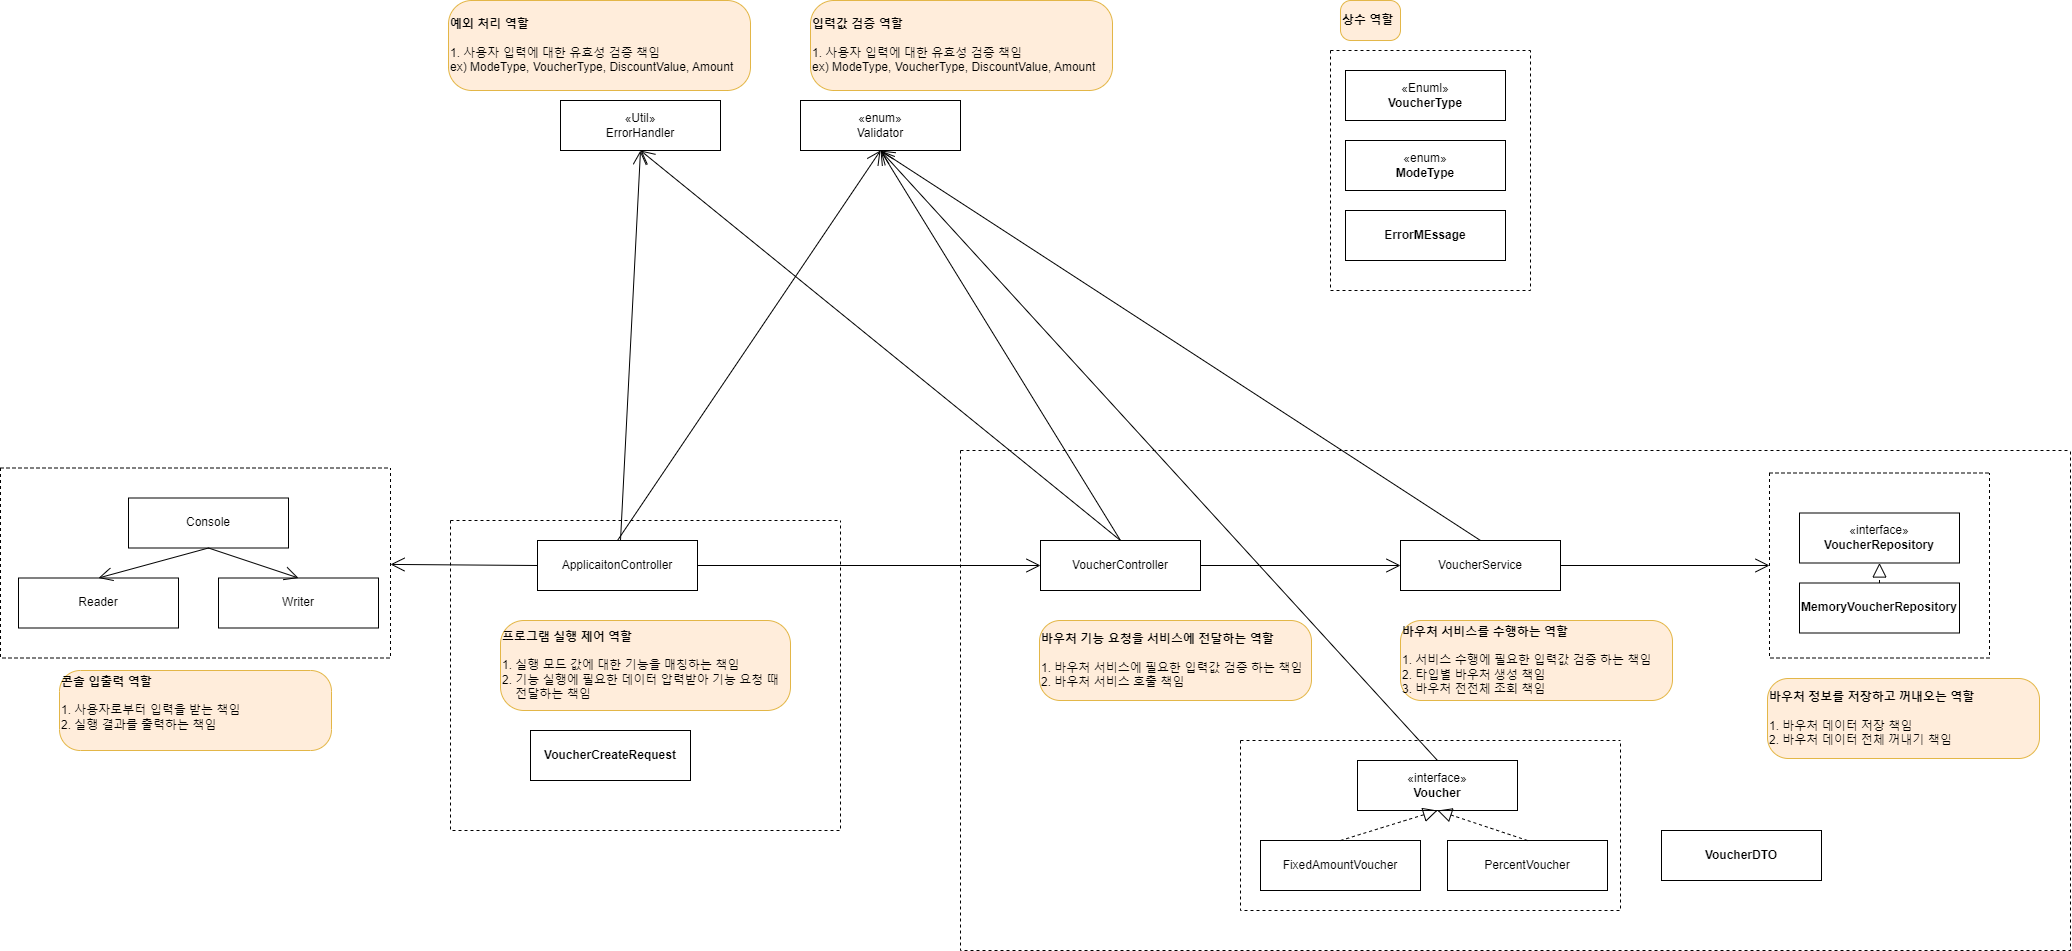 예외 처리 역할
1. 사용자 입력에 대한 유효성 검증 책임
ex) ModeType, VoucherType, DiscountValue, Amount
«Util»
ErrorHandler
입력값 검증 역할
1. 사용자 입력에 대한 유효성 검증 책임
ex) ModeType, VoucherType, DiscountValue, Amount
«enum»
Validator
상수 역할
«Enuml»
VoucherType
«enum»
ModeType
ErrorMEssage
Console
Reader
Writer
콘솔 입출력 역할
1. 사용자로부터 입력을 받는 책임
2. 실행 결과를 출력하는 책임
ApplicaitonController
프로그램 실행 제어 역할
1. 실행 모드 값에 대한 기능을 매칭하는 책임
2. 기능 실행에 필요한 데이터 압력받아 기능 요청 때
전달하는 책임
VoucherCreateRequest
VoucherController
바우처 기능 요청을 서비스에 전달하는 역할
1. 바우처 서비스에 필요한 입력값 검증 하는 책임
2. 바우처 서비스 호출 책임
VoucherService
바우처 서비스를 수행하는 역할
1. 서비스 수행에 필요한 입력값 검증 하는 책임
2. 타입별 바우처 생성 책임
3. 바우처 전전체 조회 책임
«interface»
VoucherRepository
MemoryVoucherRepository
바우처 정보를 저장하고 꺼내오는 역할
1. 바우처 데이터 저장 책임
2. 바우처 데이터 전체 꺼내기 책임
«interface»
Voucher
FixedAmountVoucher
PercentVoucher
VoucherDTO